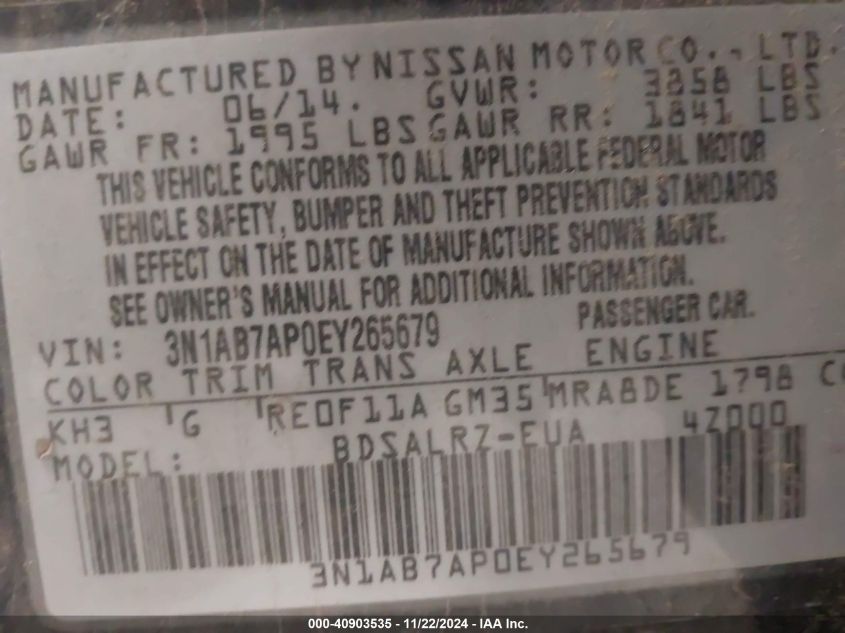 MANUFACTURED BY NISSAN MOTOR CO., LTD.
DATE: 06/14. GVWR: 3358 LBS
GAWR FR: 1995 LBS GAWR RR: 1841 LBS
THIS VEHICLE CONFORMS TO ALL APPLICABLE FEDERAL MOTOR
VEHICLE SAFETY, BUMPER AND THEFT PREVENTION STANDARDS
IN EFFECT ON THE DATE OF MANUFACTURE SHOWN ABOVE.
SEE OWNER'S MANUAL FOR ADDITIONAL INFORMATION.
VIN: 3N1AB7AP0EY265679 PASSENGER CAR.
COLOR TRIM TRANS AXLE ENGINE
KH3 G RE0F11A GM35 MRA8DE 1798 CC
MODEL: BDSALRZ-EUA 4Z000
3N1AB7AP0EY265679
000-40903535 - 11/22/2024 - IAA Inc.